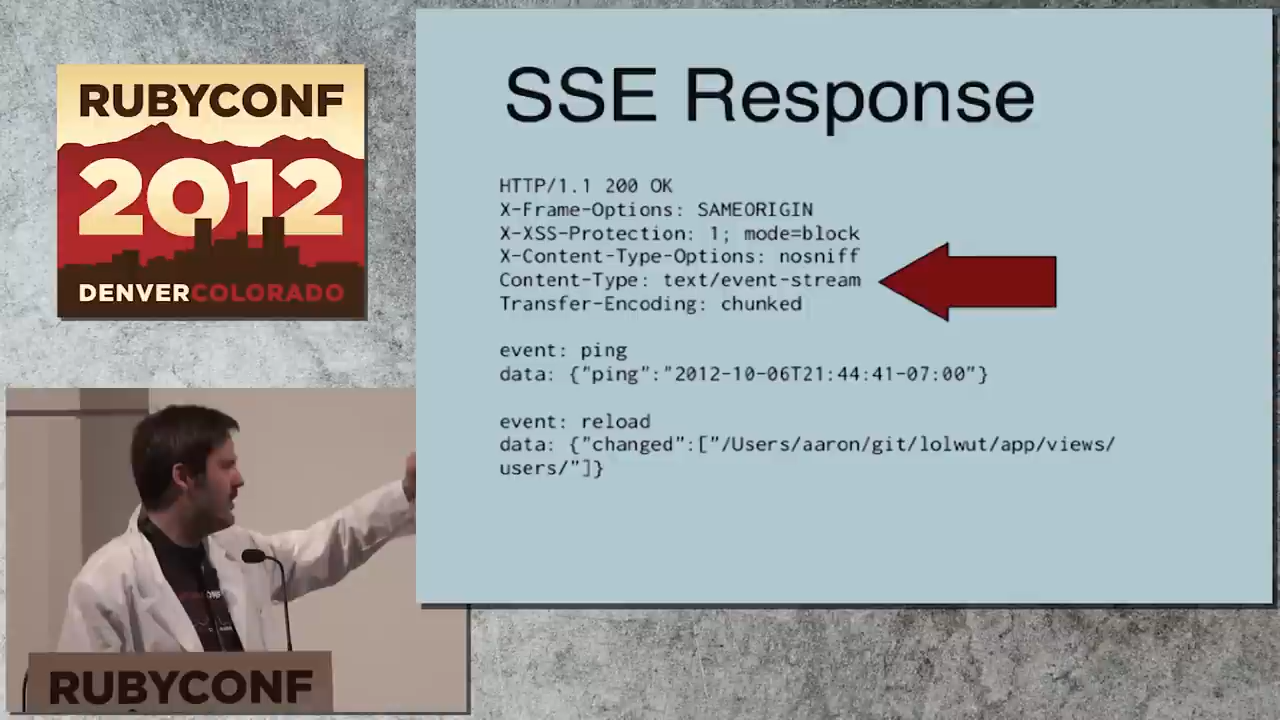 RUBYCONF
2012
DENVERCOLORADO
SSE Response
HTTP/1.1 200 OK
X-Frame-Options: SAMEORIGIN
X-XSS-Protection: 1; mode=block
X-Content-Type-Options: nosniff
Content-Type: text/event-stream
Transfer-Encoding: chunked
event: ping
data: {"ping":"2012-10-06T21:44:41-07:00"}
event: reload
data: {"changed":["/Users/aaron/git/lolwut/app/views/
users/"]}
RUBYCONF